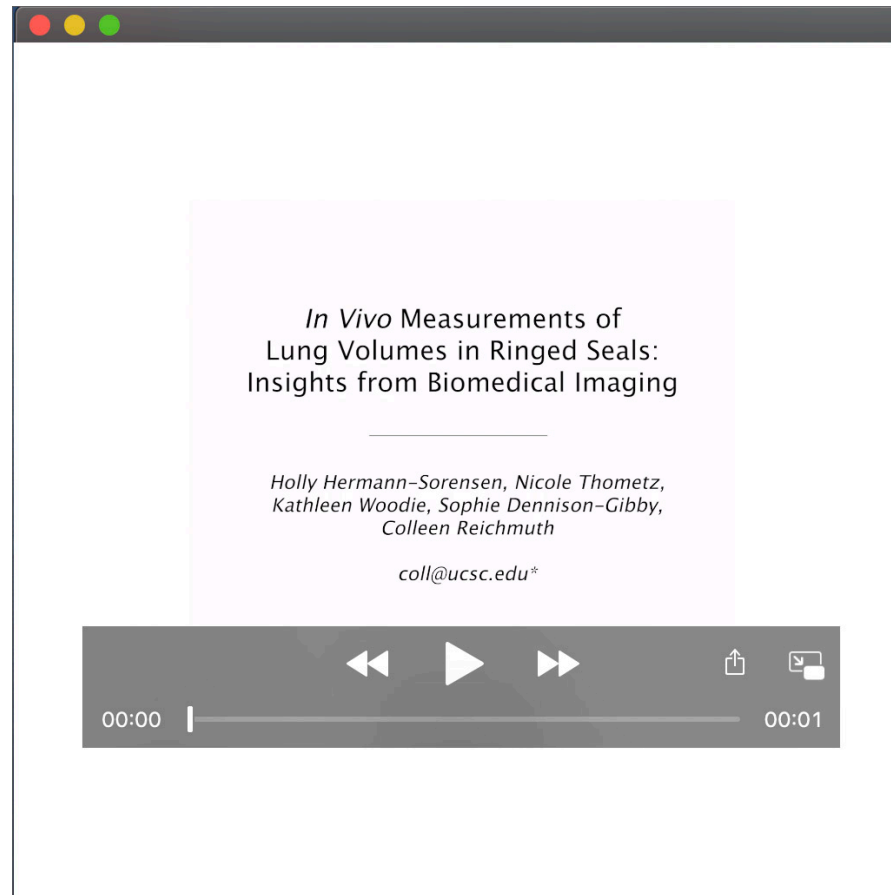 In Vivo Measurements of
Lung Volumes in Ringed Seals:
Insights from Biomedical Imaging
Holly Hermann-Sorensen, Nicole Thometz,
Kathleen Woodie, Sophie Dennison-Gibby,
Colleen Reichmuth
coll@ucsc.edu*
00:00 00:01